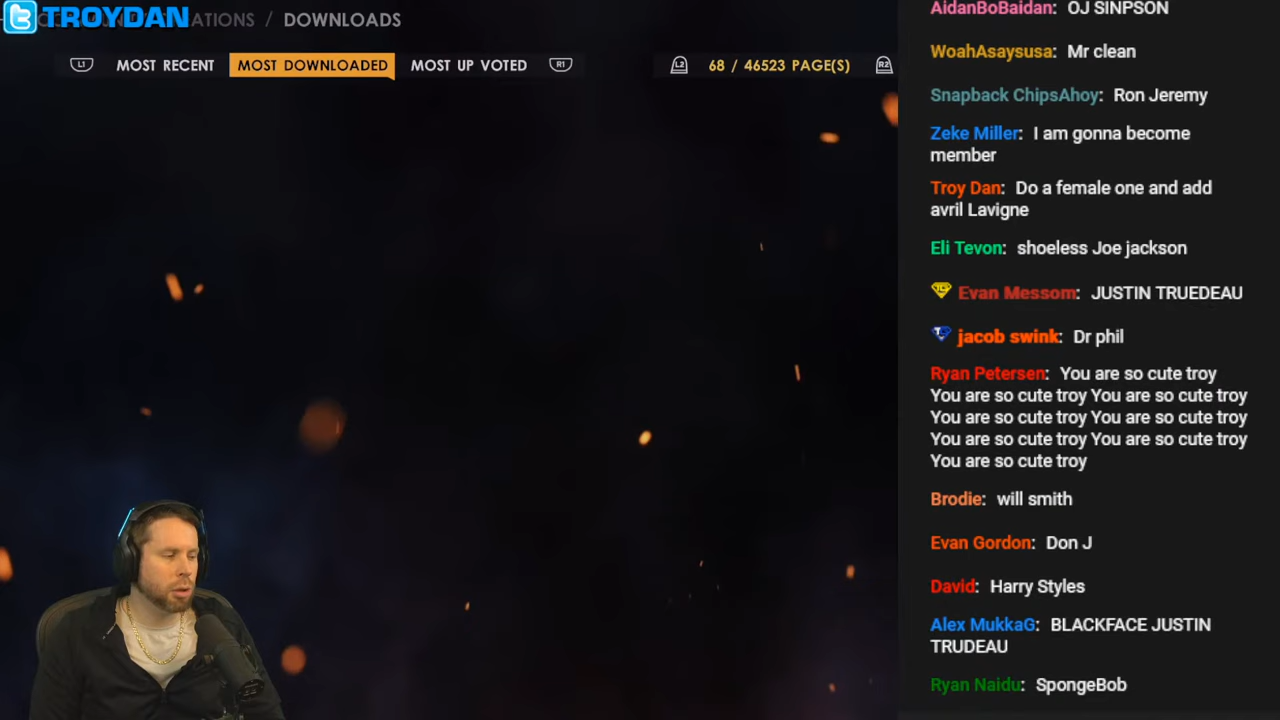 TROYDAN
DOWNLOADS
L1 MOST RECENT MOST DOWNLOADED MOST UP VOTED R1 L2 68 / 46523 PAGE(S) R2
AidanBoBaidan: OJ SINPSON
WoahAsaysusa: Mr clean
Snapback ChipsAhoy: Ron Jeremy
Zeke Miller: I am gonna become
member
Troy Dan: Do a female one and add
avril Lavigne
Eli Tevon: shoeless Joe jackson
Evan Messom: JUSTIN TRUEDEAU
jacob swink: Dr phil
Ryan Petersen: You are so cute troy
You are so cute troy You are so cute troy
You are so cute troy You are so cute troy
You are so cute troy You are so cute troy
You are so cute troy
Brodie: will smith
Evan Gordon: Don J
David: Harry Styles
Alex MukkaG: BLACKFACE JUSTIN
TRUDEAU
Ryan Naidu: SpongeBob